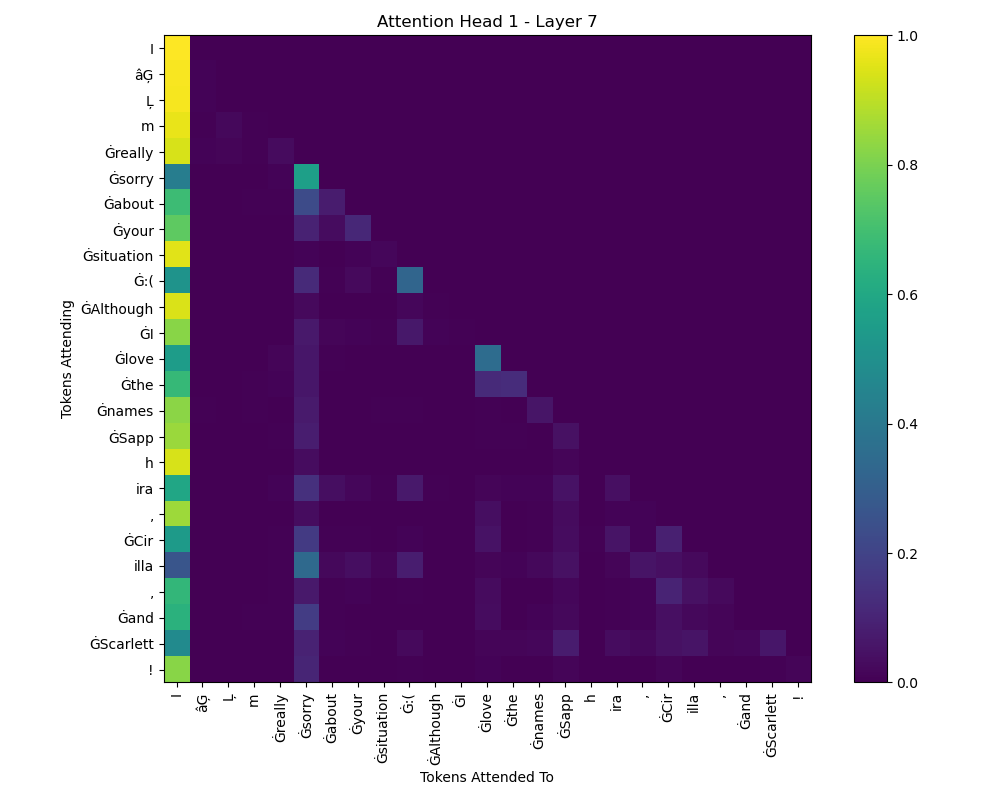 Attention Head 1 - Layer 7
Tokens Attending
I
âĢ
Ļ
m
Ġreally
Ġsorry
Ġabout
Ġyour
Ġsituation
Ġ:(
ĠAlthough
ĠI
Ġlove
Ġthe
Ġnames
ĠSapp
h
ira
,
ĠCir
illa
,
Ġand
ĠScarlett
!
I
âĢ
Ļ
m
Ġreally
Ġsorry
Ġabout
Ġyour
Ġsituation
Ġ:(
ĠAlthough
ĠI
Ġlove
Ġthe
Ġnames
ĠSapp
h
ira
,
ĠCir
illa
,
Ġand
ĠScarlett
!
Tokens Attended To
1.0
0.8
0.6
0.4
0.2
0.0